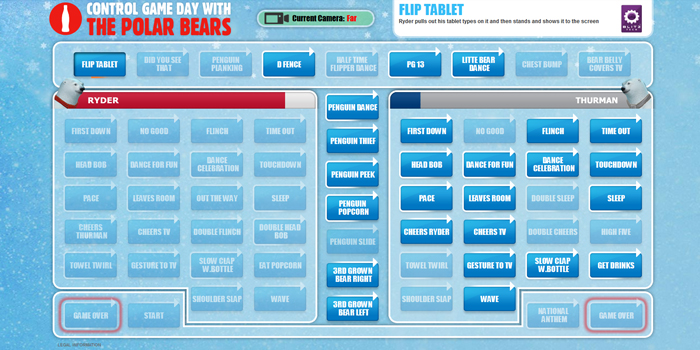 CONTROL GAME DAY WITH
THE POLAR BEARS
Current Camera: Far
FLIP TABLET
Ryder pulls out his tablet types on it and then stands and shows it to the screen
BLITZ
FLIP TABLET
DID YOU SEE
THAT
PENGUIN
PLANKING
D FENCE
HALF TIME
FLIPPER DANCE
PG 13
LITTE BEAR
DANCE
CHEST BUMP
BEAR BELLY
COVERS TV
RYDER
FIRST DOWN
NO GOOD
FLINCH
TIME OUT
HEAD BOB
DANCE FOR FUN
DANCE
CELEBRATION
TOUCHDOWN
PACE
LEAVES ROOM
OUT THE WAY
SLEEP
CHEERS
THURMAN
CHEERS TV
DOUBLE FLINCH
DOUBLE HEAD
BOB
TOWEL TWIRL
GESTURE TO TV
SLOW CLAP
W.BOTTLE
EAT POPCORN
SHOULDER SLAP
WAVE
GAME OVER
START
PENGUIN DANCE
PENGUIN THIEF
PENGUIN PEEK
PENGUIN
POPCORN
PENGUIN SLIDE
3RD GROWN
BEAR RIGHT
3RD GROWN
BEAR LEFT
THURMAN
FIRST DOWN
NO GOOD
FLINCH
TIME OUT
HEAD BOB
DANCE FOR FUN
DANCE
CELEBRATION
TOUCHDOWN
PACE
LEAVES ROOM
DOUBLE SLEEP
SLEEP
CHEERS RYDER
CHEERS TV
DOUBLE CHEERS
HIGH FIVE
TOWEL TWIRL
GESTURE TO TV
SLOW CLAP
W.BOTTLE
GET DRINKS
SHOULDER SLAP
WAVE
NATIONAL
ANTHEM
GAME OVER
LEGAL INFORMATION